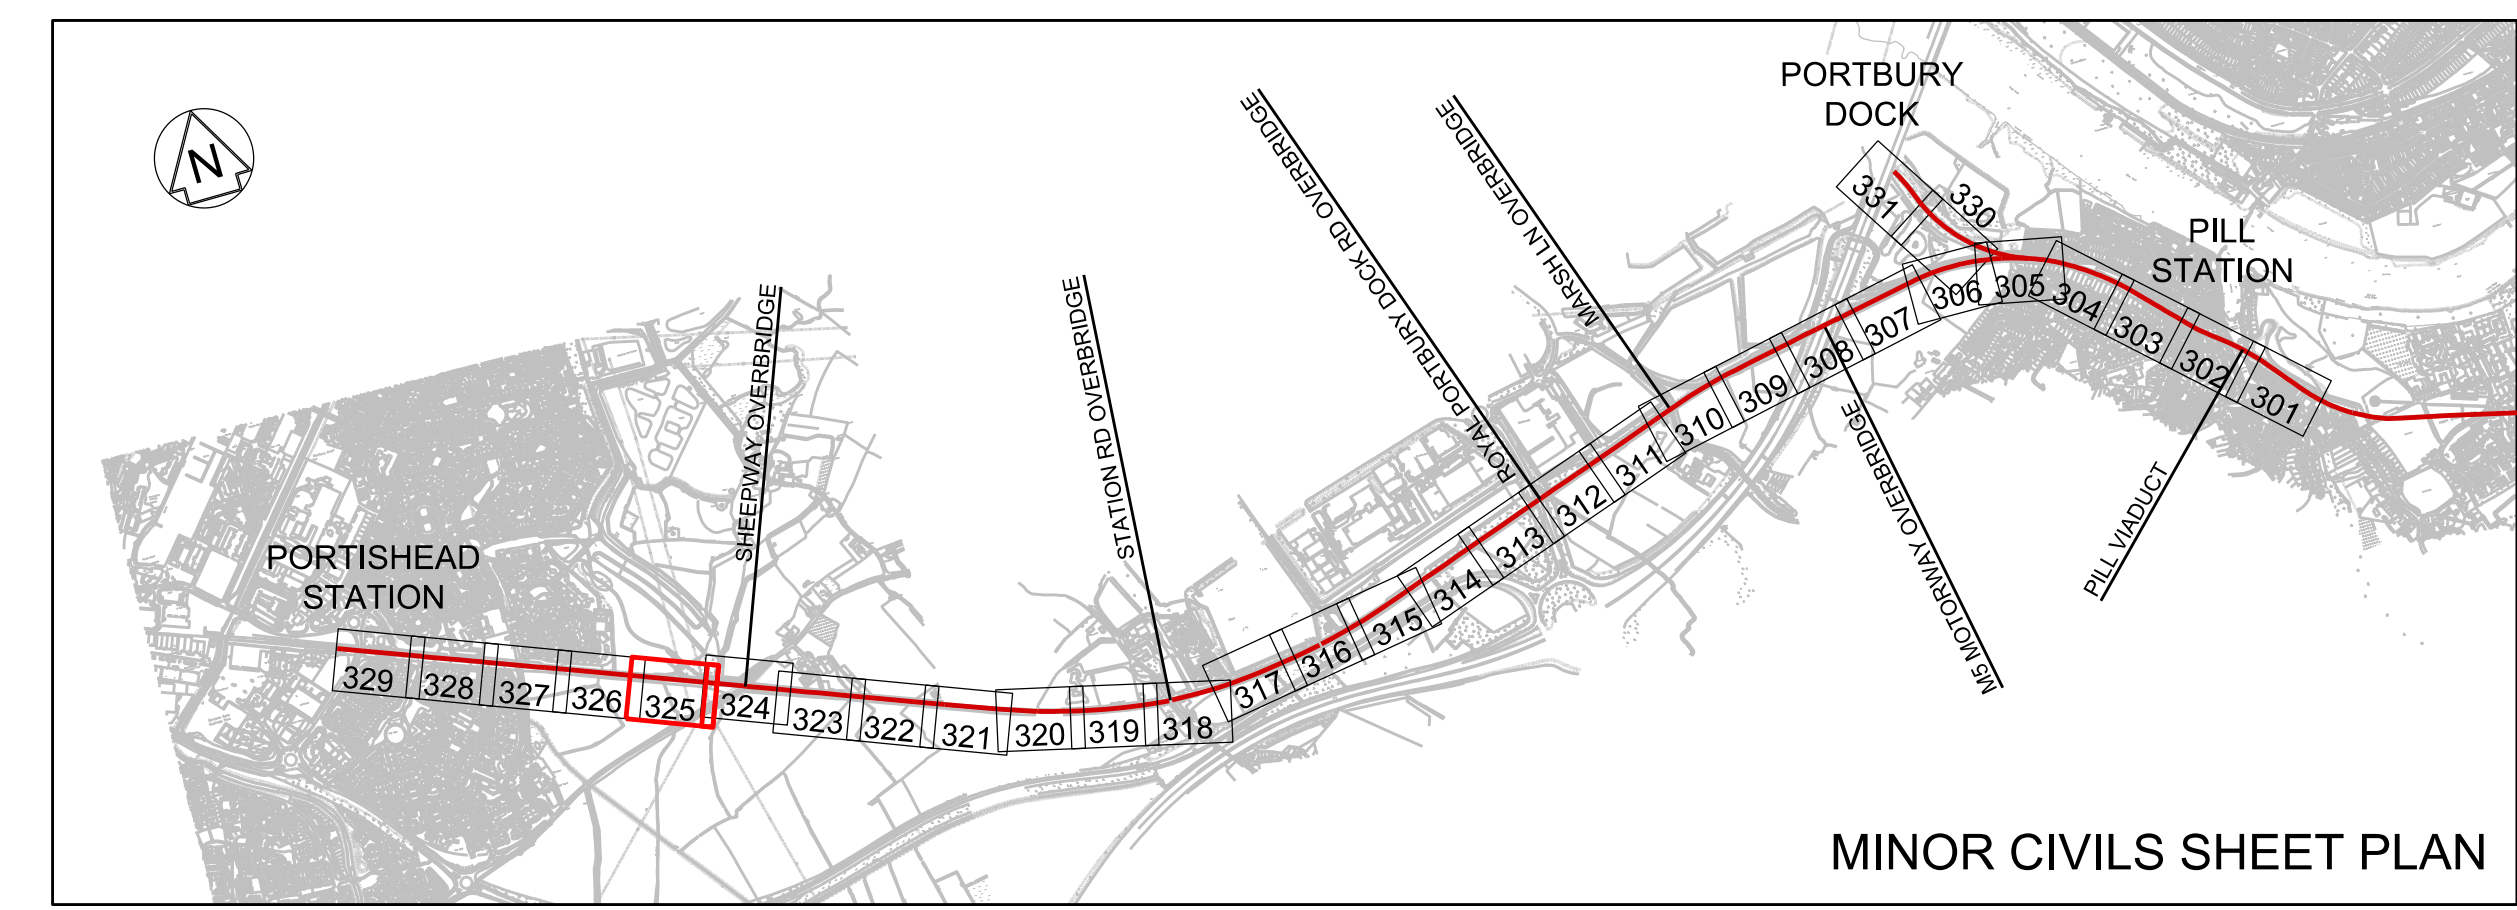 N
PORTBURY
DOCK
PILL
STATION
PORTISHEAD
STATION
SHEEPWAY OVERBRIDGE
STATION RD OVERBRIDGE
ROYAL PORTBURY DOCK RD OVERBRIDGE
MARSH LN OVERBRIDGE
M5 MOTORWAY OVERBRIDGE
PILL VIADUCT
329
328
327
326
325
324
323
322
321
320
319
318
317
316
315
314
313
312
311
310
309
308
307
306
305
304
303
302
301
331
330
MINOR CIVILS SHEET PLAN